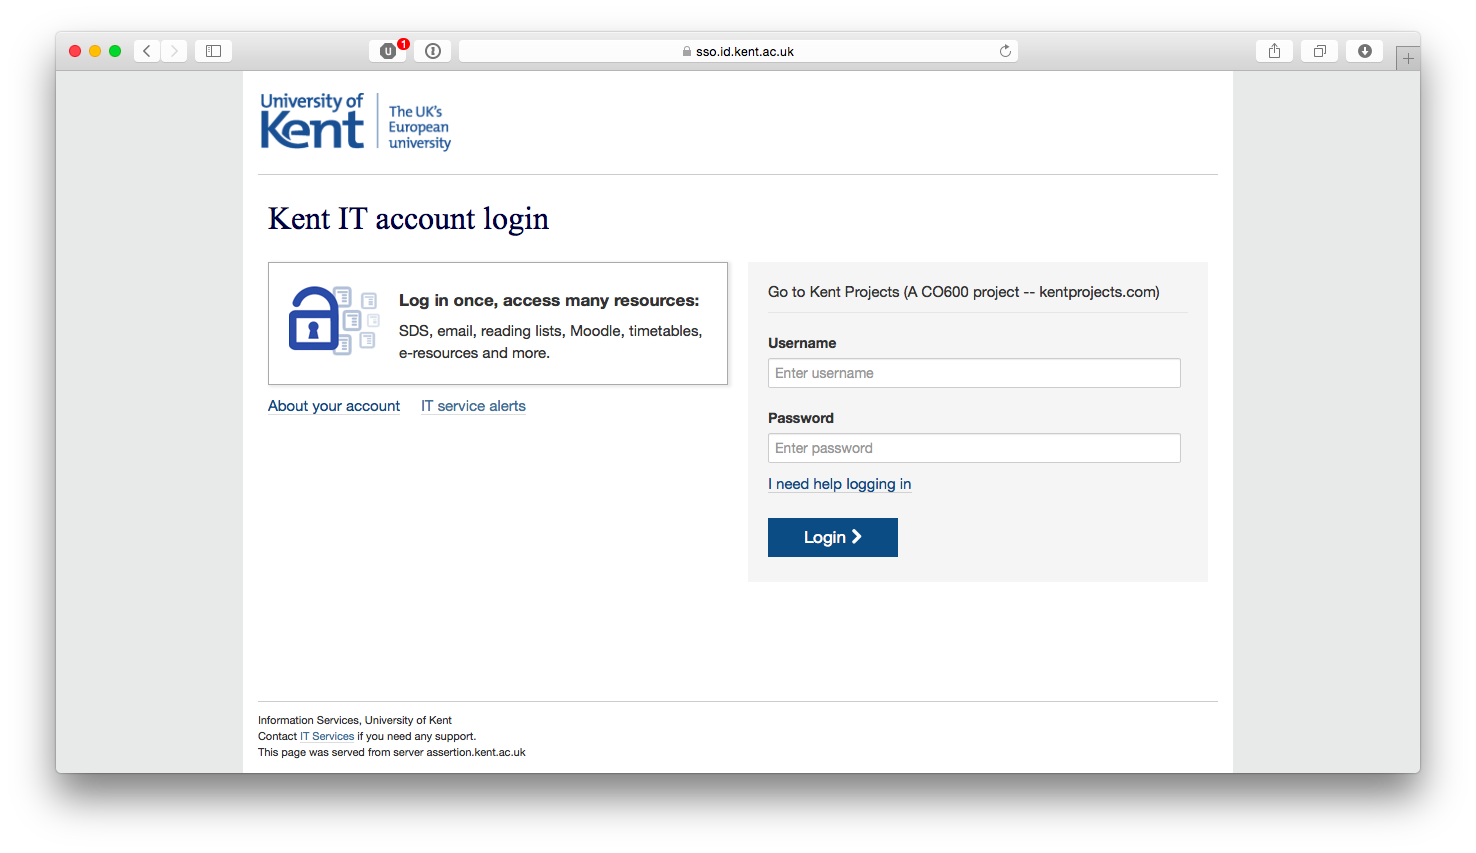 1
sso.id.kent.ac.uk
University of
Kent
The UK's
European
university
Kent IT account login
Log in once, access many resources:
SDS, email, reading lists, Moodle, timetables,
e-resources and more.
About your account IT service alerts
Go to Kent Projects (A CO600 project -- kentprojects.com)
Username
Enter username
Password
Enter password
I need help logging in
Login
Information Services, University of Kent
Contact IT Services if you need any support.
This page was served from server assertion.kent.ac.uk